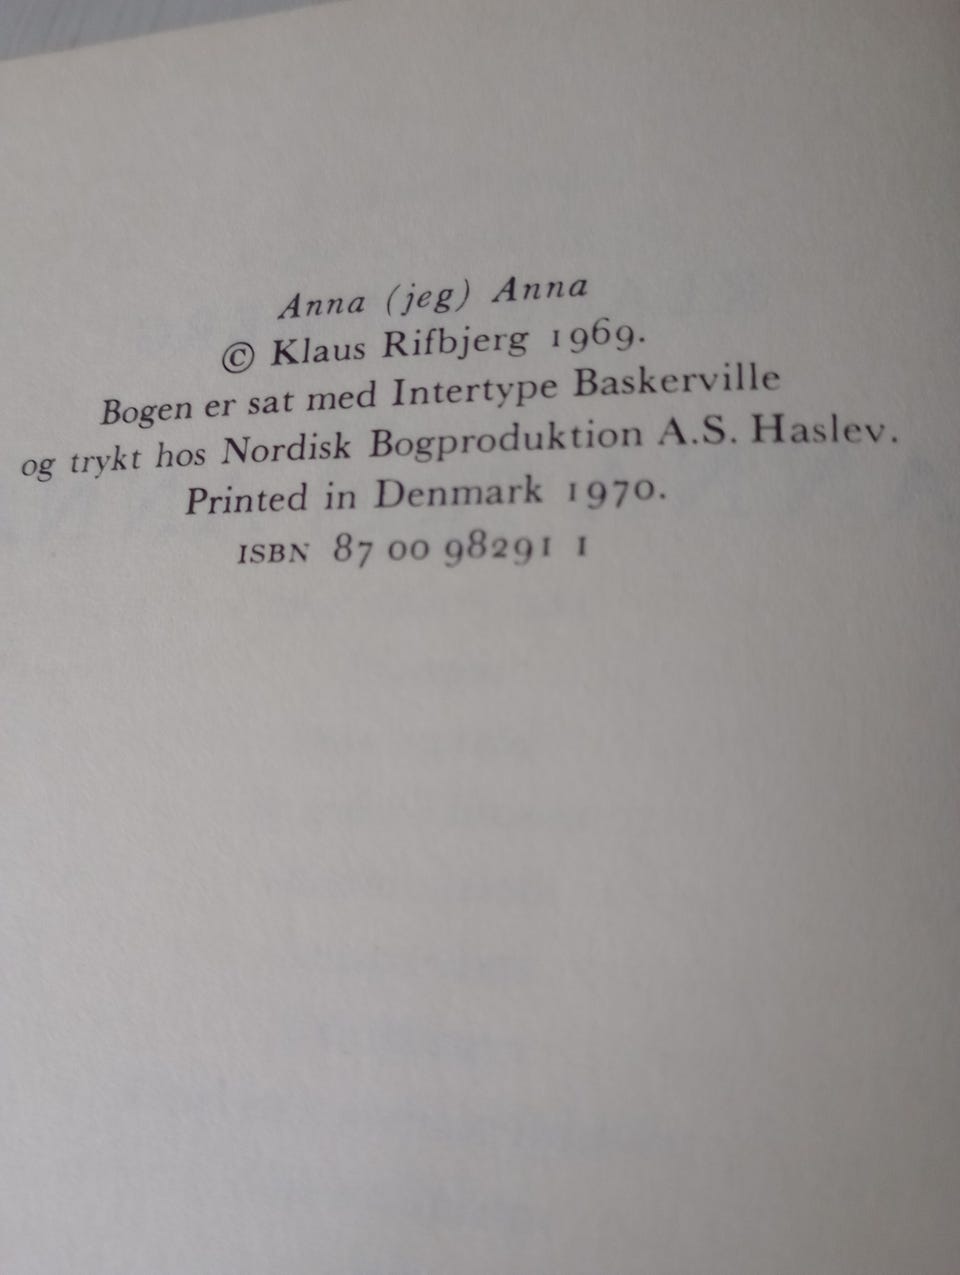 Anna (jeg) Anna
© Klaus Rifbjerg 1969.
Bogen er sat med Intertype Baskerville
og trykt hos Nordisk Bogproduktion A.S. Haslev.
Printed in Denmark 1970.
ISBN 87 00 98291 1